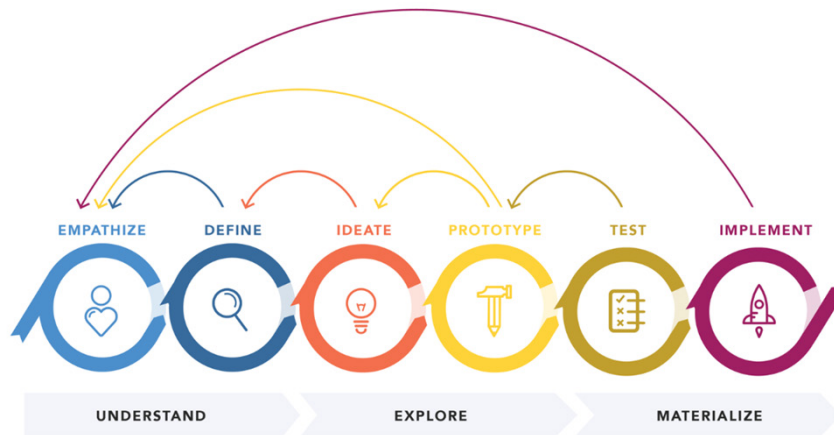 EMPATHIZE
DEFINE
IDEATE
PROTOTYPE
TEST
IMPLEMENT
UNDERSTAND
EXPLORE
MATERIALIZE